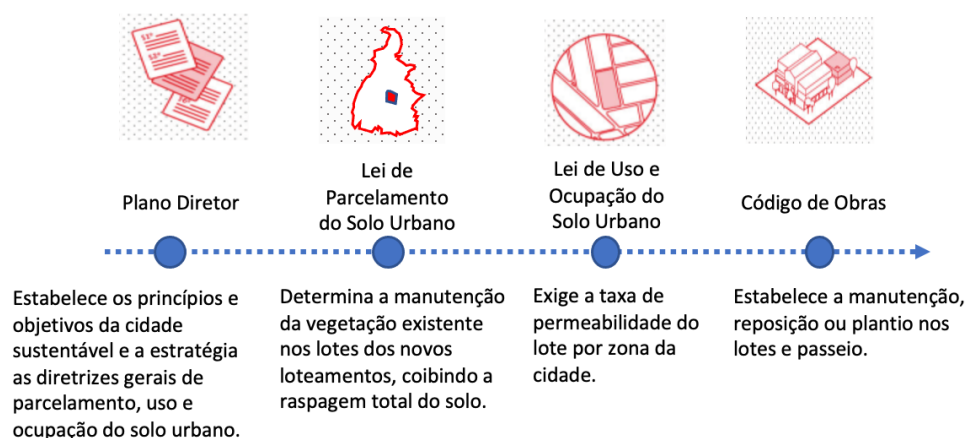 Plano Diretor
Lei de
Parcelamento
do Solo Urbano
Lei de Uso e
Ocupação do
Solo Urbano
Código de Obras
Estabelece os princípios e
objetivos da cidade
sustentável e a estratégia
as diretrizes gerais de
parcelamento, uso e
ocupação do solo urbano.
Determina a manutenção
da vegetação existente
nos lotes dos novos
loteamentos, coibindo a
raspagem total do solo.
Exige a taxa de
permeabilidade do
lote por zona da
cidade.
Estabelece a manutenção,
reposição ou plantio nos
lotes e passeio.